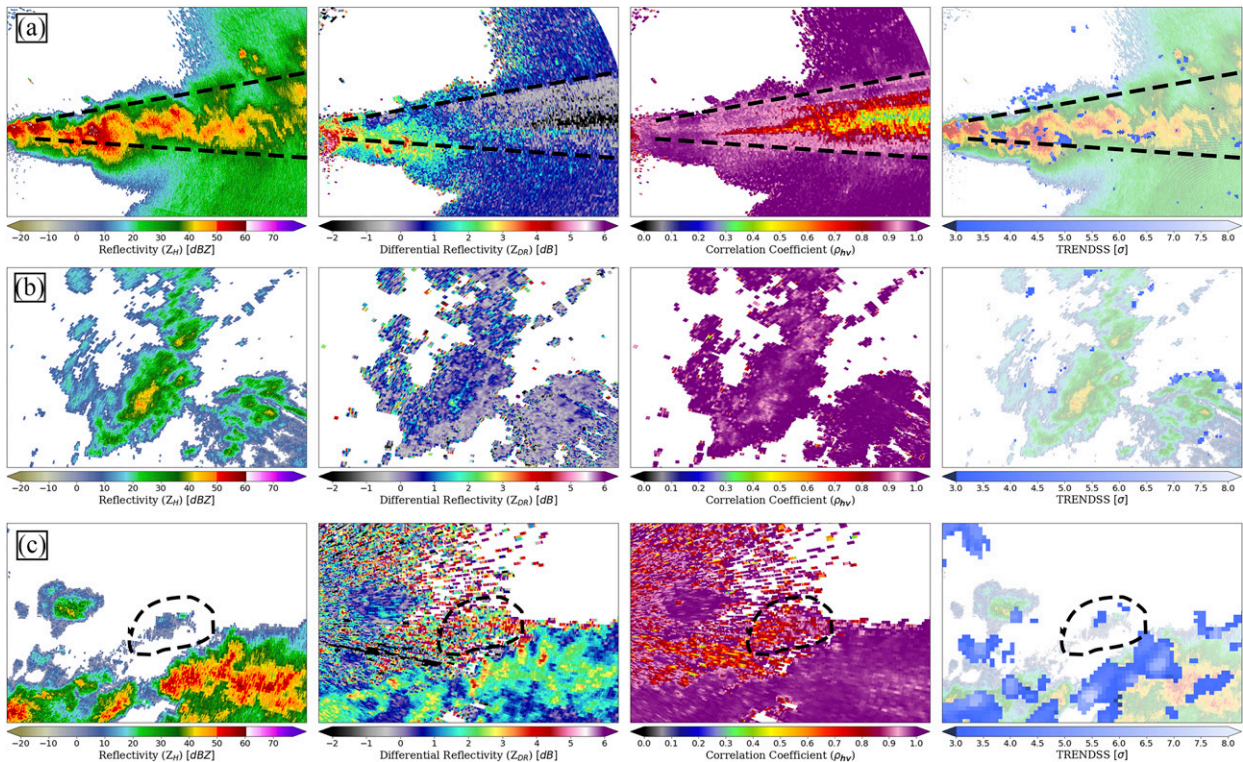 (a)
−20 −10 0 10 20 30 40 50 60 70
Reflectivity (Z_H) [dBZ]
−2 −1 0 1 2 3 4 5 6
Differential Reflectivity (Z_DR) [dB]
0.0 0.1 0.2 0.3 0.4 0.5 0.6 0.7 0.8 0.9 1.0
Correlation Coefficient (ρ_hv)
3.0 3.5 4.0 4.5 5.0 5.5 6.0 6.5 7.0 7.5 8.0
TRENDSS [σ]
(b)
−20 −10 0 10 20 30 40 50 60 70
Reflectivity (Z_H) [dBZ]
−2 −1 0 1 2 3 4 5 6
Differential Reflectivity (Z_DR) [dB]
0.0 0.1 0.2 0.3 0.4 0.5 0.6 0.7 0.8 0.9 1.0
Correlation Coefficient (ρ_hv)
3.0 3.5 4.0 4.5 5.0 5.5 6.0 6.5 7.0 7.5 8.0
TRENDSS [σ]
(c)
−20 −10 0 10 20 30 40 50 60 70
Reflectivity (Z_H) [dBZ]
−2 −1 0 1 2 3 4 5 6
Differential Reflectivity (Z_DR) [dB]
0.0 0.1 0.2 0.3 0.4 0.5 0.6 0.7 0.8 0.9 1.0
Correlation Coefficient (ρ_hv)
3.0 3.5 4.0 4.5 5.0 5.5 6.0 6.5 7.0 7.5 8.0
TRENDSS [σ]